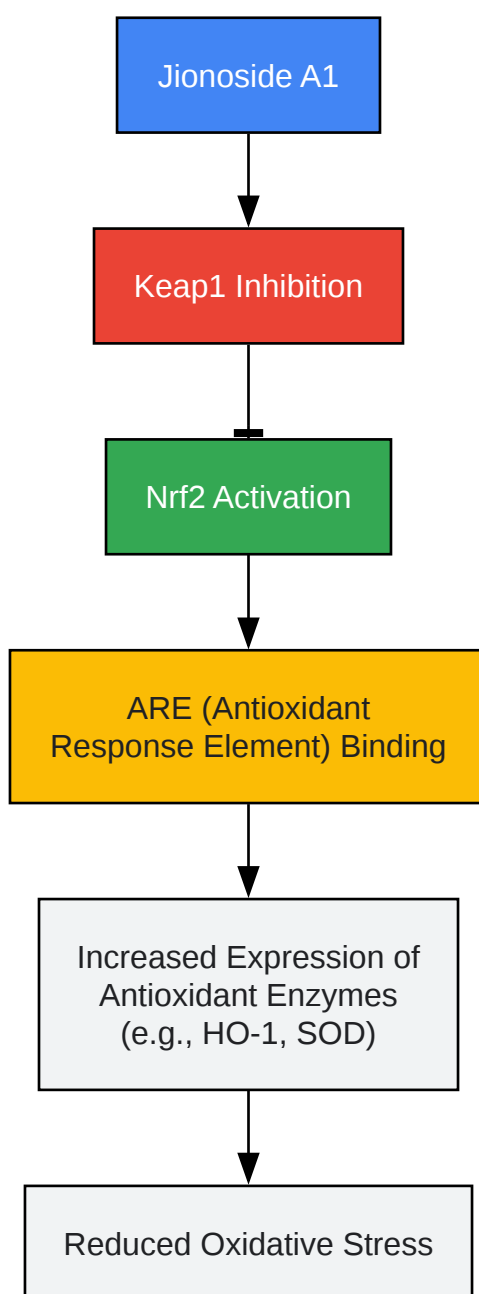 Jionoside A1
Keap1 Inhibition
Nrf2 Activation
ARE (Antioxidant
Response Element) Binding
Increased Expression of
Antioxidant Enzymes
(e.g., HO-1, SOD)
Reduced Oxidative Stress